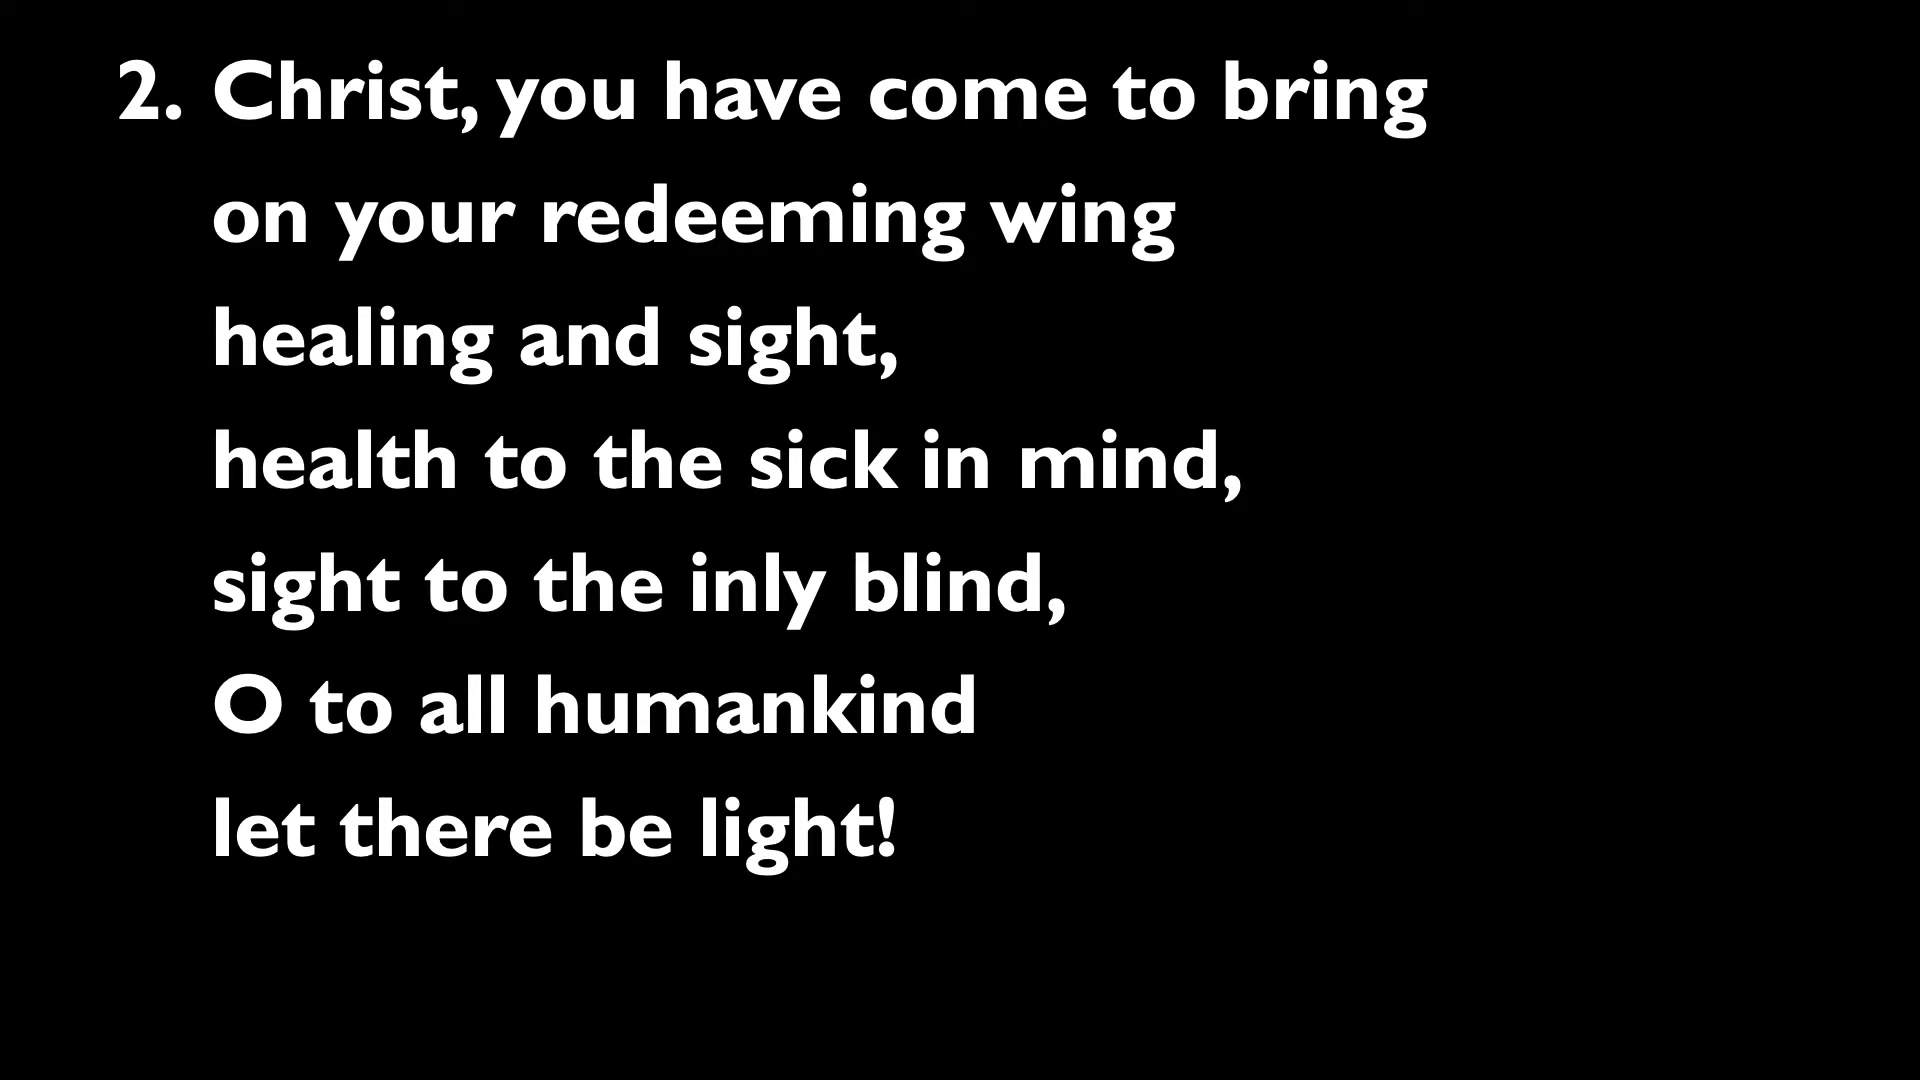 2. Christ, you have come to bring
on your redeeming wing
healing and sight,
health to the sick in mind,
sight to the inly blind,
O to all humankind
let there be light!